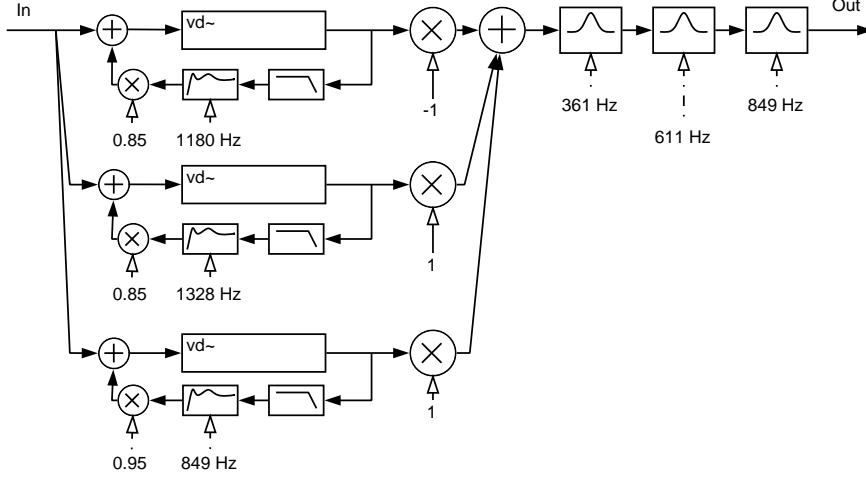 In
Out
vd~
-1
361 Hz
611 Hz
849 Hz
0.85
1180 Hz
vd~
1
0.85
1328 Hz
vd~
1
0.95
849 Hz